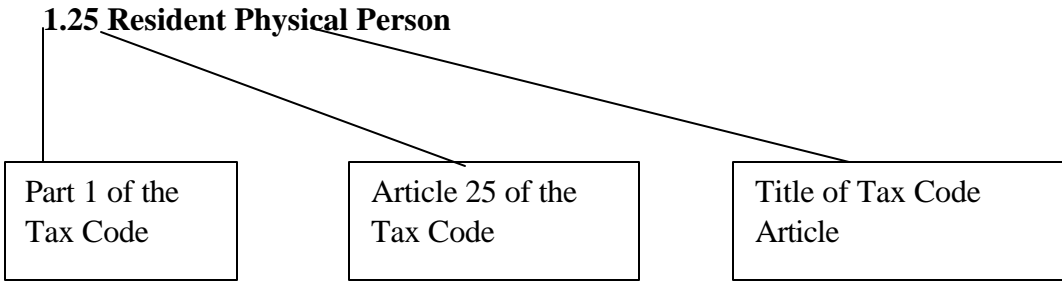 1.25 Resident Physical Person
Part 1 of the
Tax Code
Article 25 of the
Tax Code
Title of Tax Code
Article